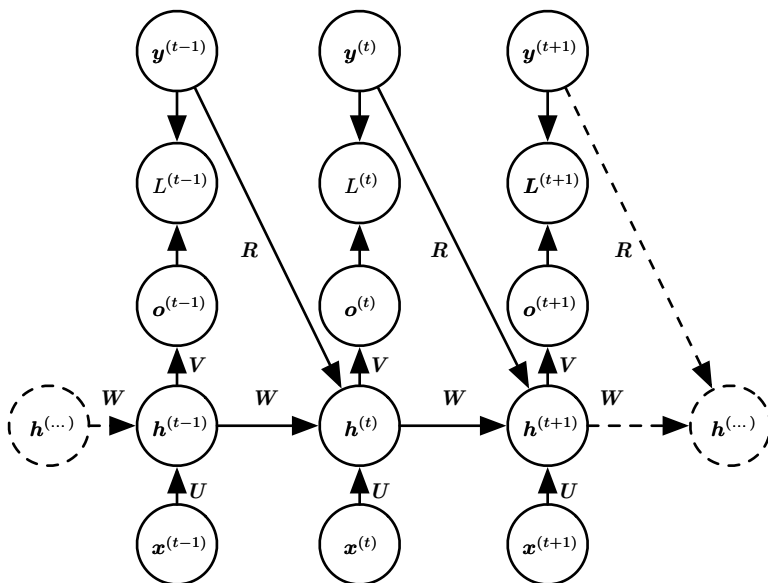 y^(t−1) y^(t) y^(t+1)
L^(t−1) L^(t) L^(t+1)
R R R
o^(t−1) o^(t) o^(t+1)
V V V
W W W W
h^(...) h^(t−1) h^(t) h^(t+1) h^(...)
U U U
x^(t−1) x^(t) x^(t+1)